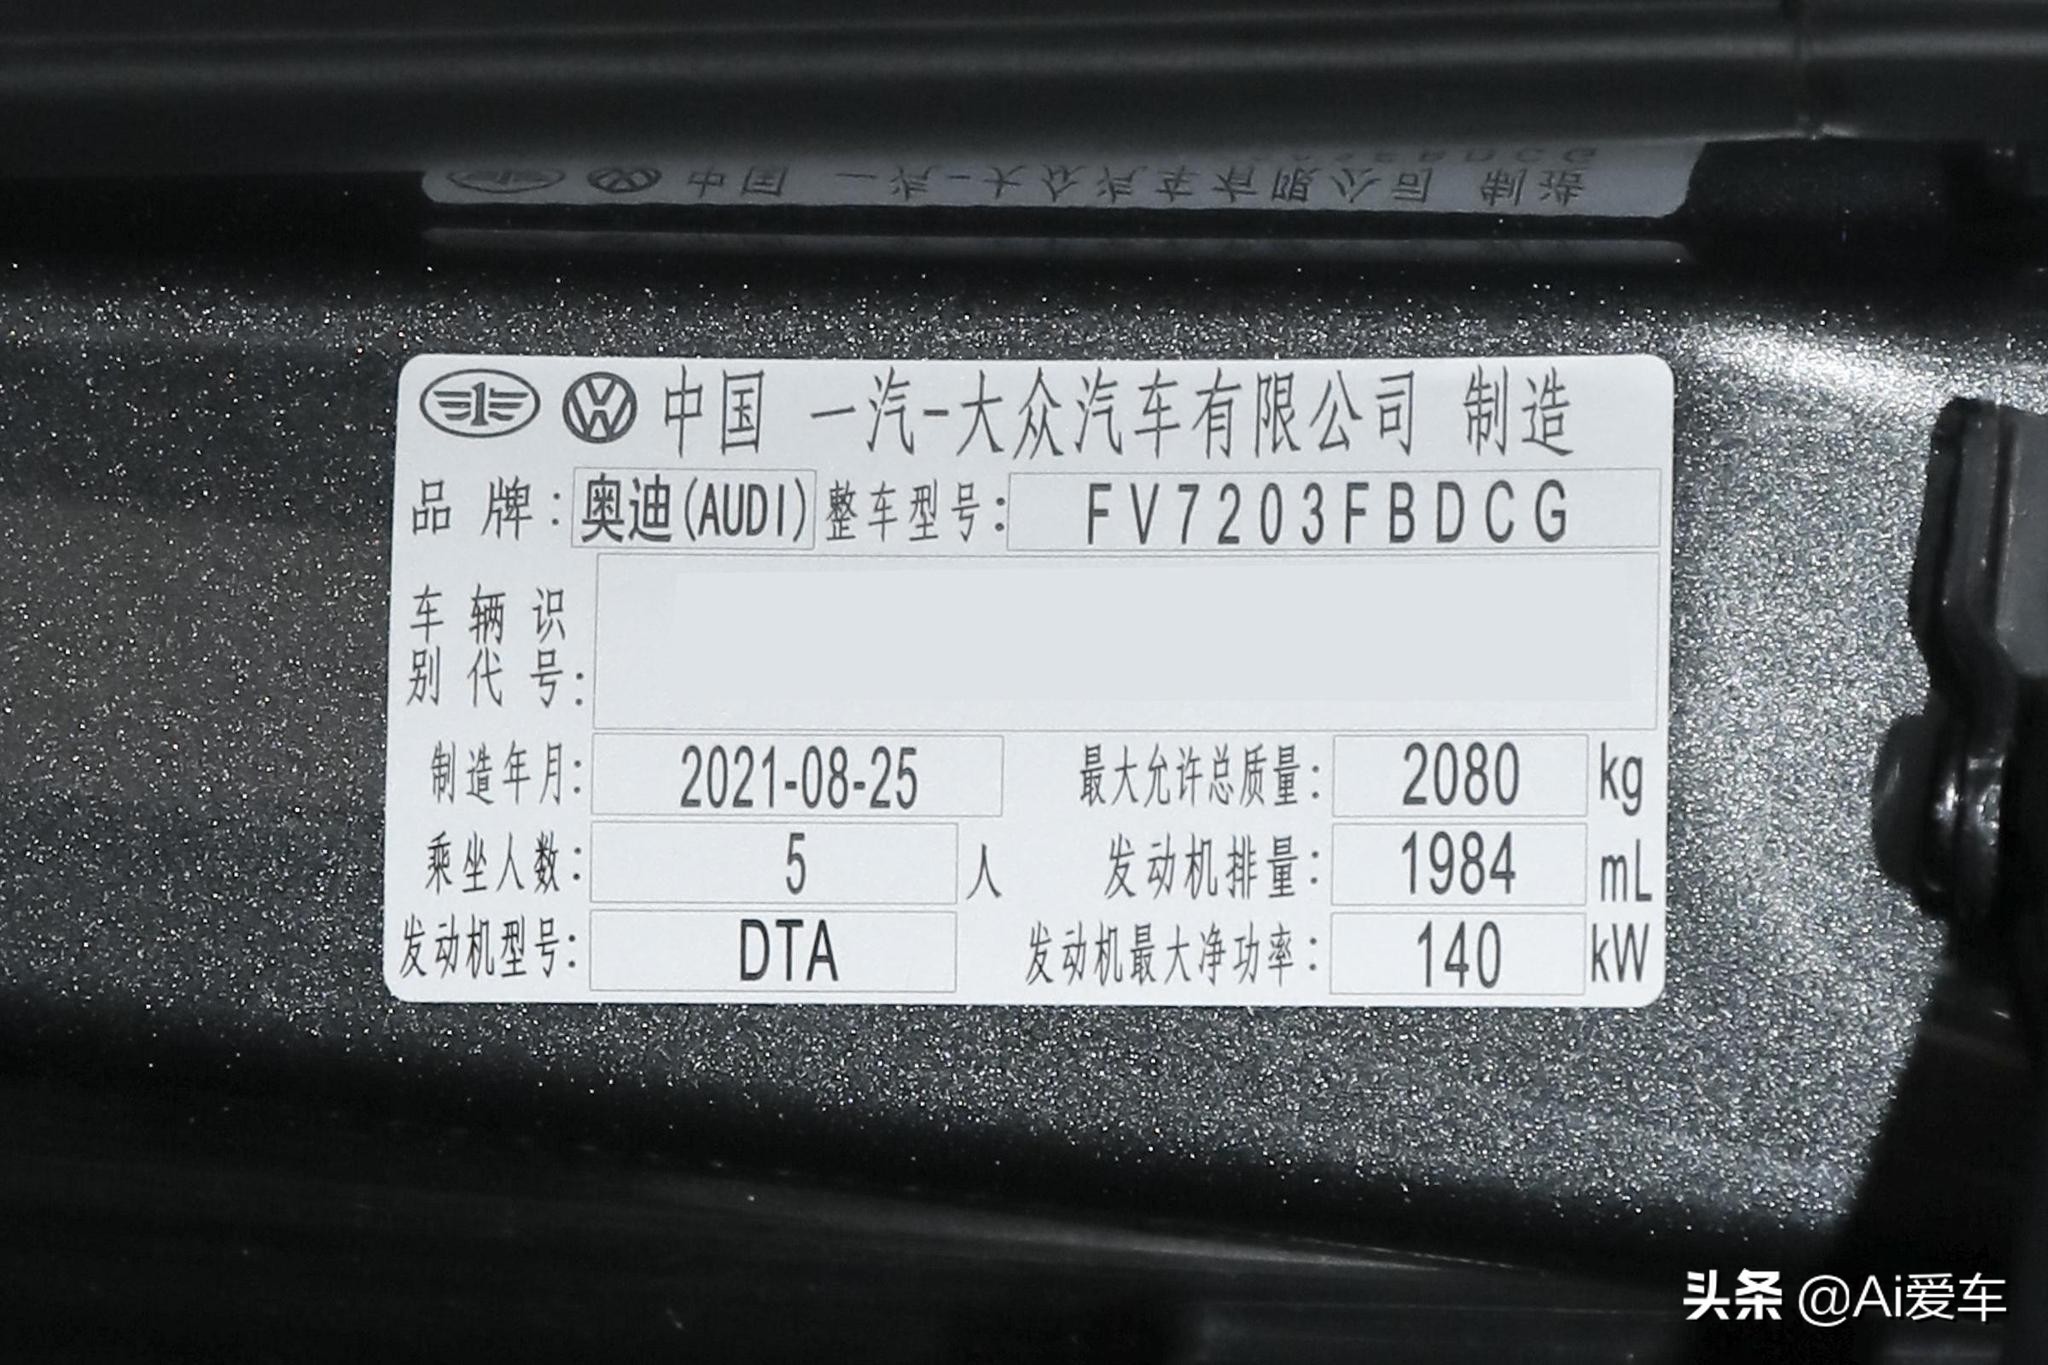 中国 一汽-大众汽车有限公司 制造
品牌: 奥迪(AUDI) 整车型号: FV7203FBDCG
车辆识
别代号:
制造年月: 2021-08-25 最大允许总质量: 2080 kg
乘坐人数: 5 人 发动机排量: 1984 mL
发动机型号: DTA 发动机最大净功率: 140 kW
头条 @Ai爱车